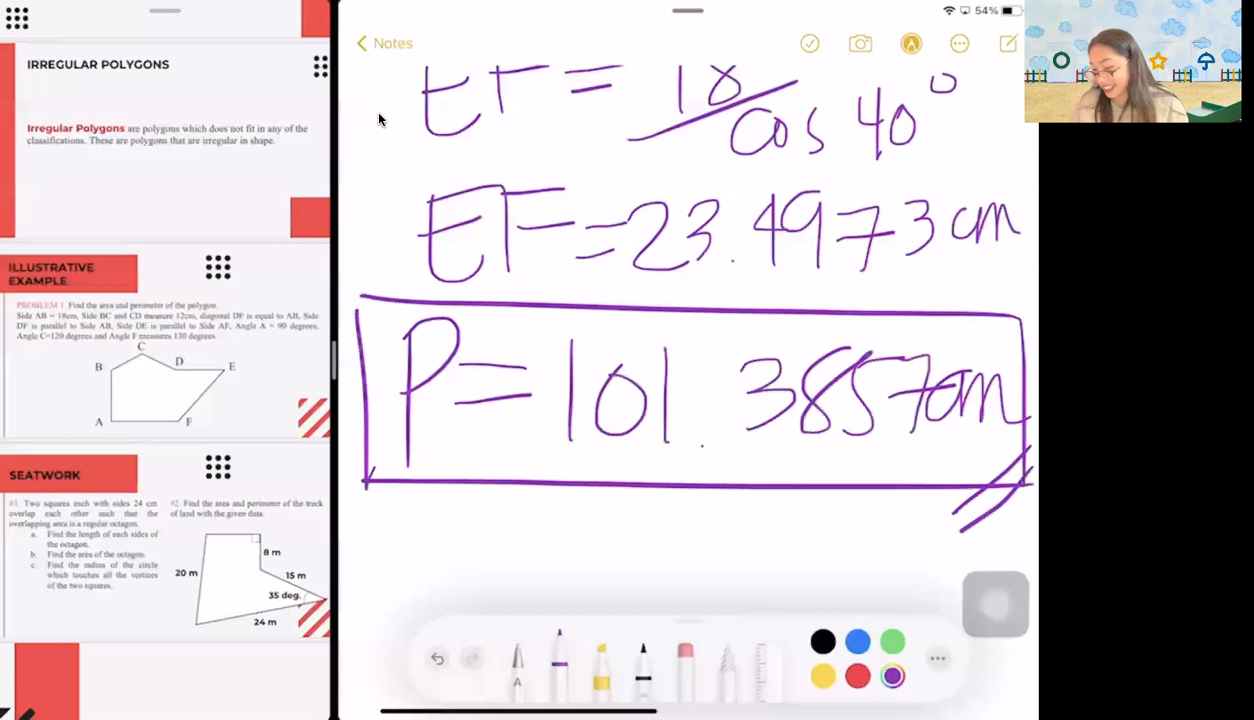 54%
Notes
IRREGULAR POLYGONS
Irregular Polygons are polygons which does not fit in any of the
classifications. These are polygons that are irregular in shape.
ILLUSTRATIVE
EXAMPLE
PROBLEM 1. Find the area and perimeter of the polygon.
Side AB = 18cm, Side BC and CD measure 12cm, diagonal DF is equal to AB, Side
DF is parallel to Side AB, Side DE is parallel to Side AF, Angle A = 90 degrees,
Angle C=120 degrees and Angle F measures 130 degrees.
C
B
D
E
A
F
SEATWORK
#1 Two squares each with sides 24 cm
overlap each other such that the
overlapping area is a regular octagon.
a. Find the length of each sides of
the octagon.
b. Find the area of the octagon.
c. Find the radius of the circle
which touches all the vertices
of the two squares.
#2 Find the area and perimeter of the track
of land with the given data.
8 m
20 m
15 m
35 deg.
24 m
EF = 18/cos 40°
EF = 23.4973 cm
P = 101.3857cm
A